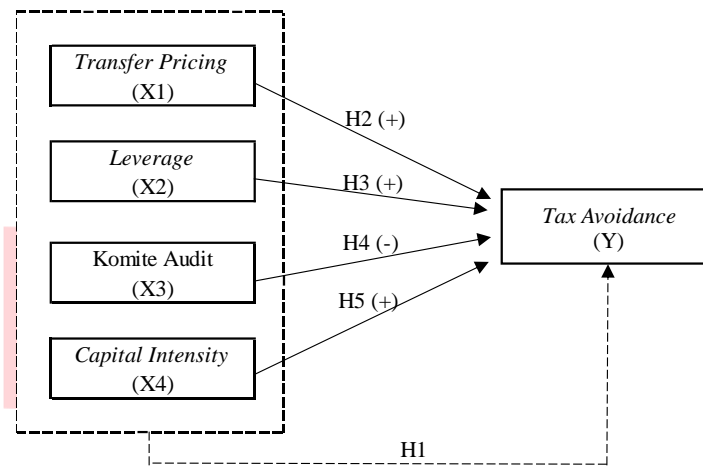 Transfer Pricing
(X1)
H2 (+)
Leverage
(X2)
H3 (+)
Tax Avoidance
(Y)
Komite Audit
(X3)
H4 (-)
H5 (+)
Capital Intensity
(X4)
H1